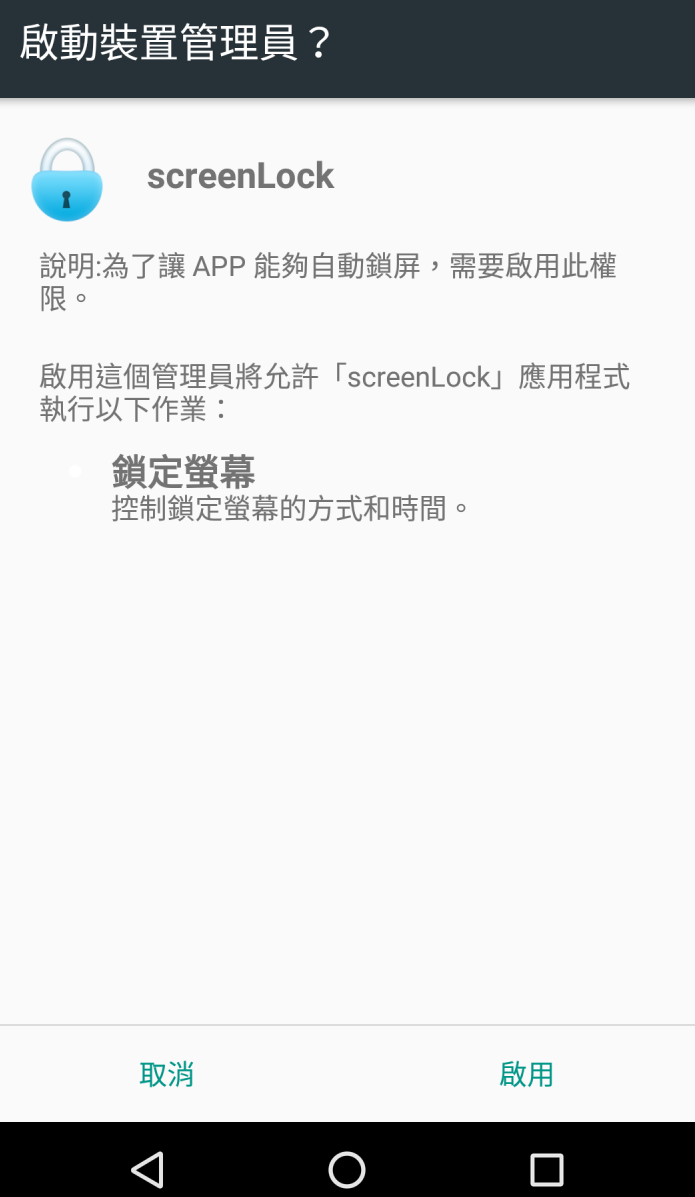 啟動裝置管理員？
screenLock
說明:為了讓 APP 能夠自動鎖屏，需要啟用此權
限。
啟用這個管理員將允許「screenLock」應用程式
執行以下作業：
鎖定螢幕
控制鎖定螢幕的方式和時間。
取消
啟用